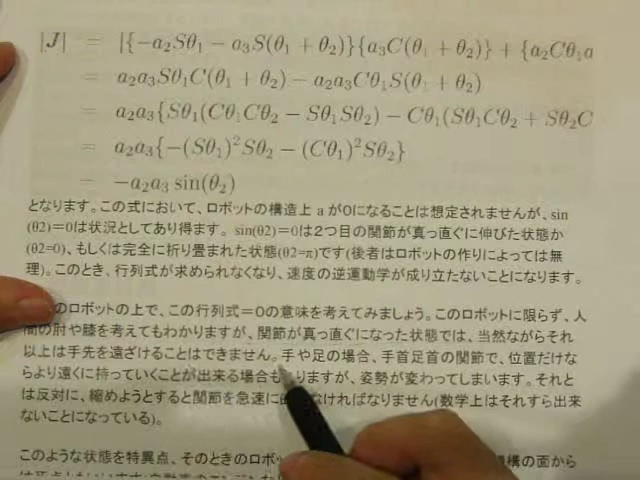 |J| = |{−a₂Sθ₁ − a₃S(θ₁ + θ₂)}{a₃C(θ₁ + θ₂)} + {a₂Cθ₁a
= a₂a₃Sθ₁C(θ₁ + θ₂) − a₂a₃Cθ₁S(θ₁ + θ₂)
= a₂a₃{Sθ₁(Cθ₁Cθ₂ − Sθ₁Sθ₂) − Cθ₁(Sθ₁Cθ₂ + Sθ₂C
= a₂a₃{−(Sθ₁)²Sθ₂ − (Cθ₁)²Sθ₂}
= −a₂a₃ sin(θ₂)
となります。この式において、ロボットの構造上 a が0になることは想定されませんが、sin
(θ2)=0は状況としてあり得ます。 sin(θ2)=0は2つ目の関節が真っ直ぐに伸びた状態か
(θ2=0)、もしくは完全に折り畳まれた状態(θ2=π)です(後者はロボットの作りによっては無
理)。このとき、行列式が求められなくなり、速度の逆運動学が成り立たないことになります。
のロボットの上で、この行列式=0の意味を考えてみましょう。このロボットに限らず、人
間の肘や膝を考えてもわかりますが、関節が真っ直ぐになった状態では、当然ながらそれ
以上は手先を遠ざけることはできません。手や足の場合、手首足首の関節で、位置だけな
らより遠くに持っていくことが出来る場合も りますが、姿勢が変わってしまいます。それと
は反対に、縮めようとすると関節を急速に なければなりません(数学上はそれすら出来
ないことになっている)。
このような状態を特異点、そのときのロボッ 機構の面から